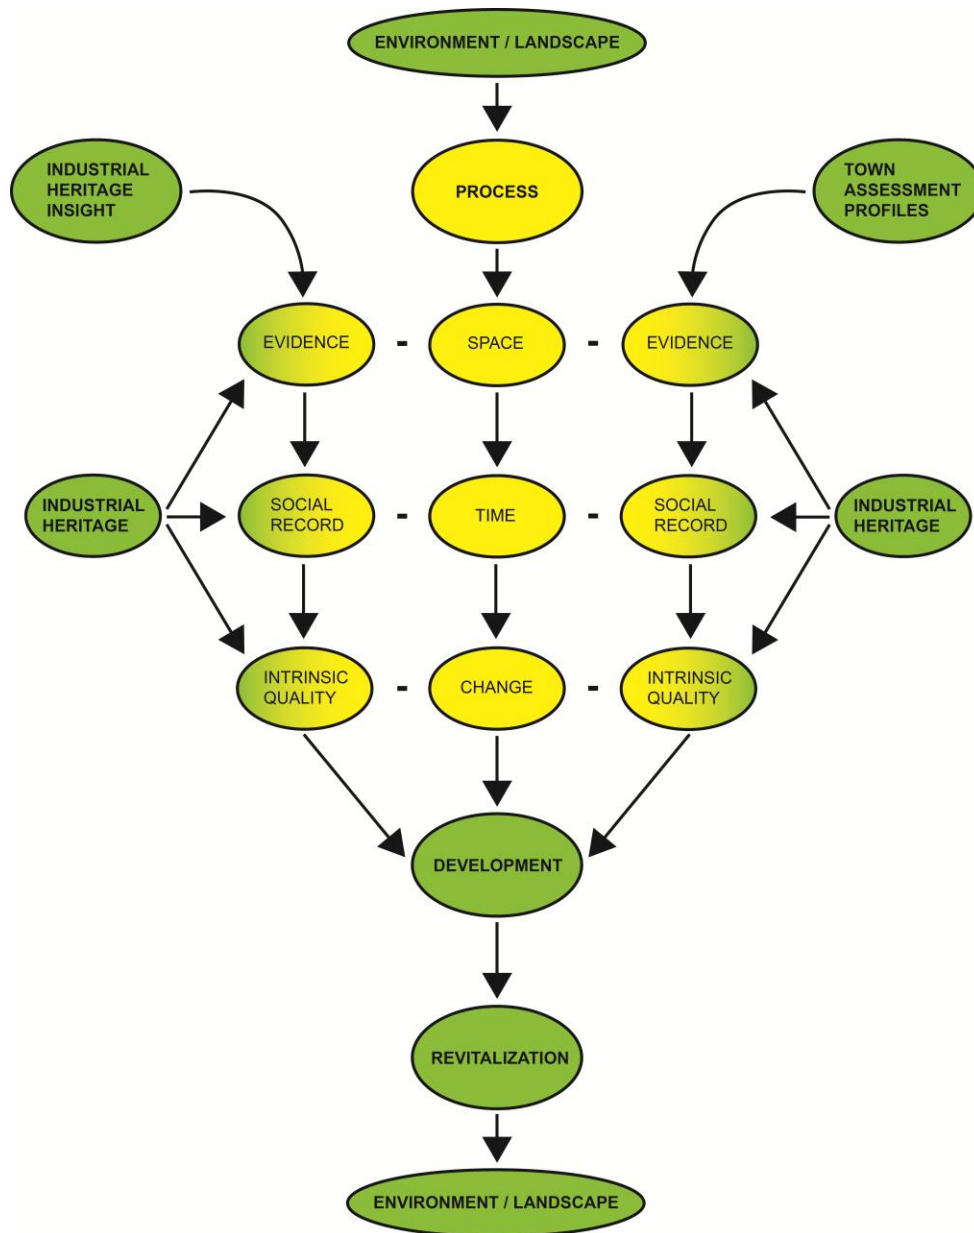 ENVIRONMENT / LANDSCAPE
INDUSTRIAL
HERITAGE
INSIGHT
PROCESS
TOWN
ASSESSMENT
PROFILES
EVIDENCE - SPACE - EVIDENCE
INDUSTRIAL
HERITAGE
SOCIAL
RECORD
- TIME -
SOCIAL
RECORD
INDUSTRIAL
HERITAGE
INTRINSIC
QUALITY
- CHANGE -
INTRINSIC
QUALITY
DEVELOPMENT
REVITALIZATION
ENVIRONMENT / LANDSCAPE